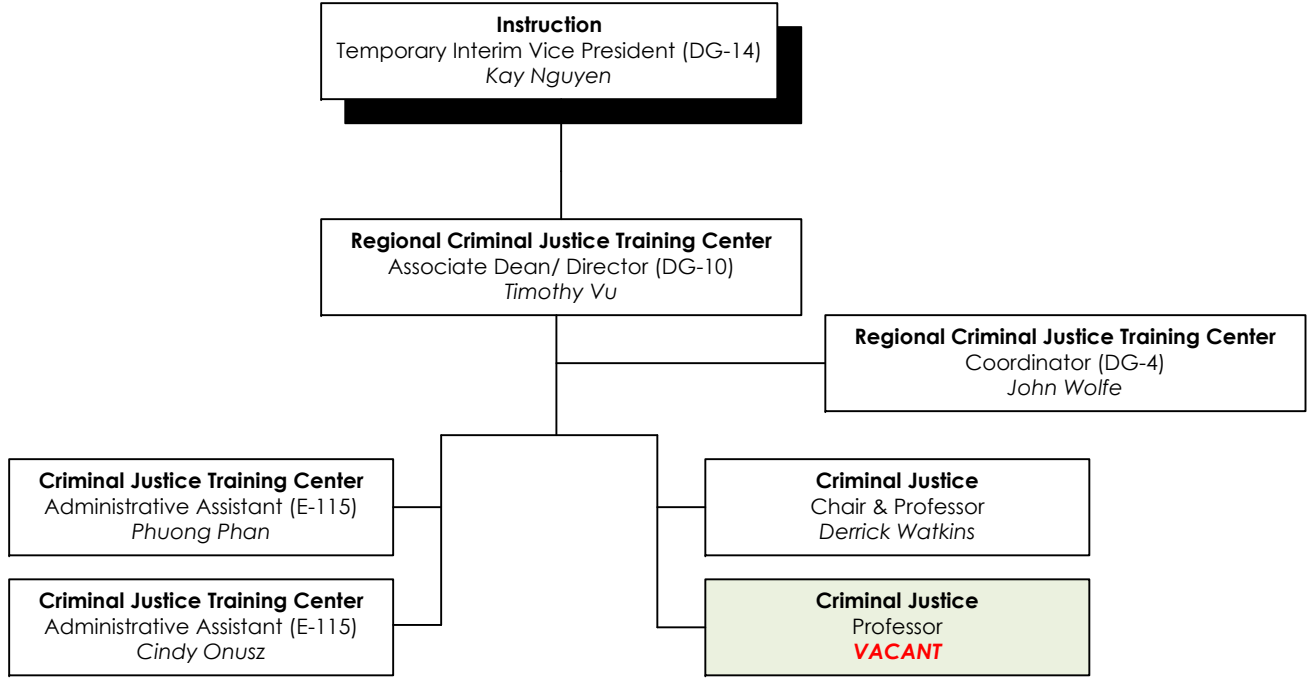 Instruction
Temporary Interim Vice President (DG-14)
Kay Nguyen
Regional Criminal Justice Training Center
Associate Dean/ Director (DG-10)
Timothy Vu
Regional Criminal Justice Training Center
Coordinator (DG-4)
John Wolfe
Criminal Justice Training Center
Administrative Assistant (E-115)
Phuong Phan
Criminal Justice
Chair & Professor
Derrick Watkins
Criminal Justice Training Center
Administrative Assistant (E-115)
Cindy Onusz
Criminal Justice
Professor
VACANT